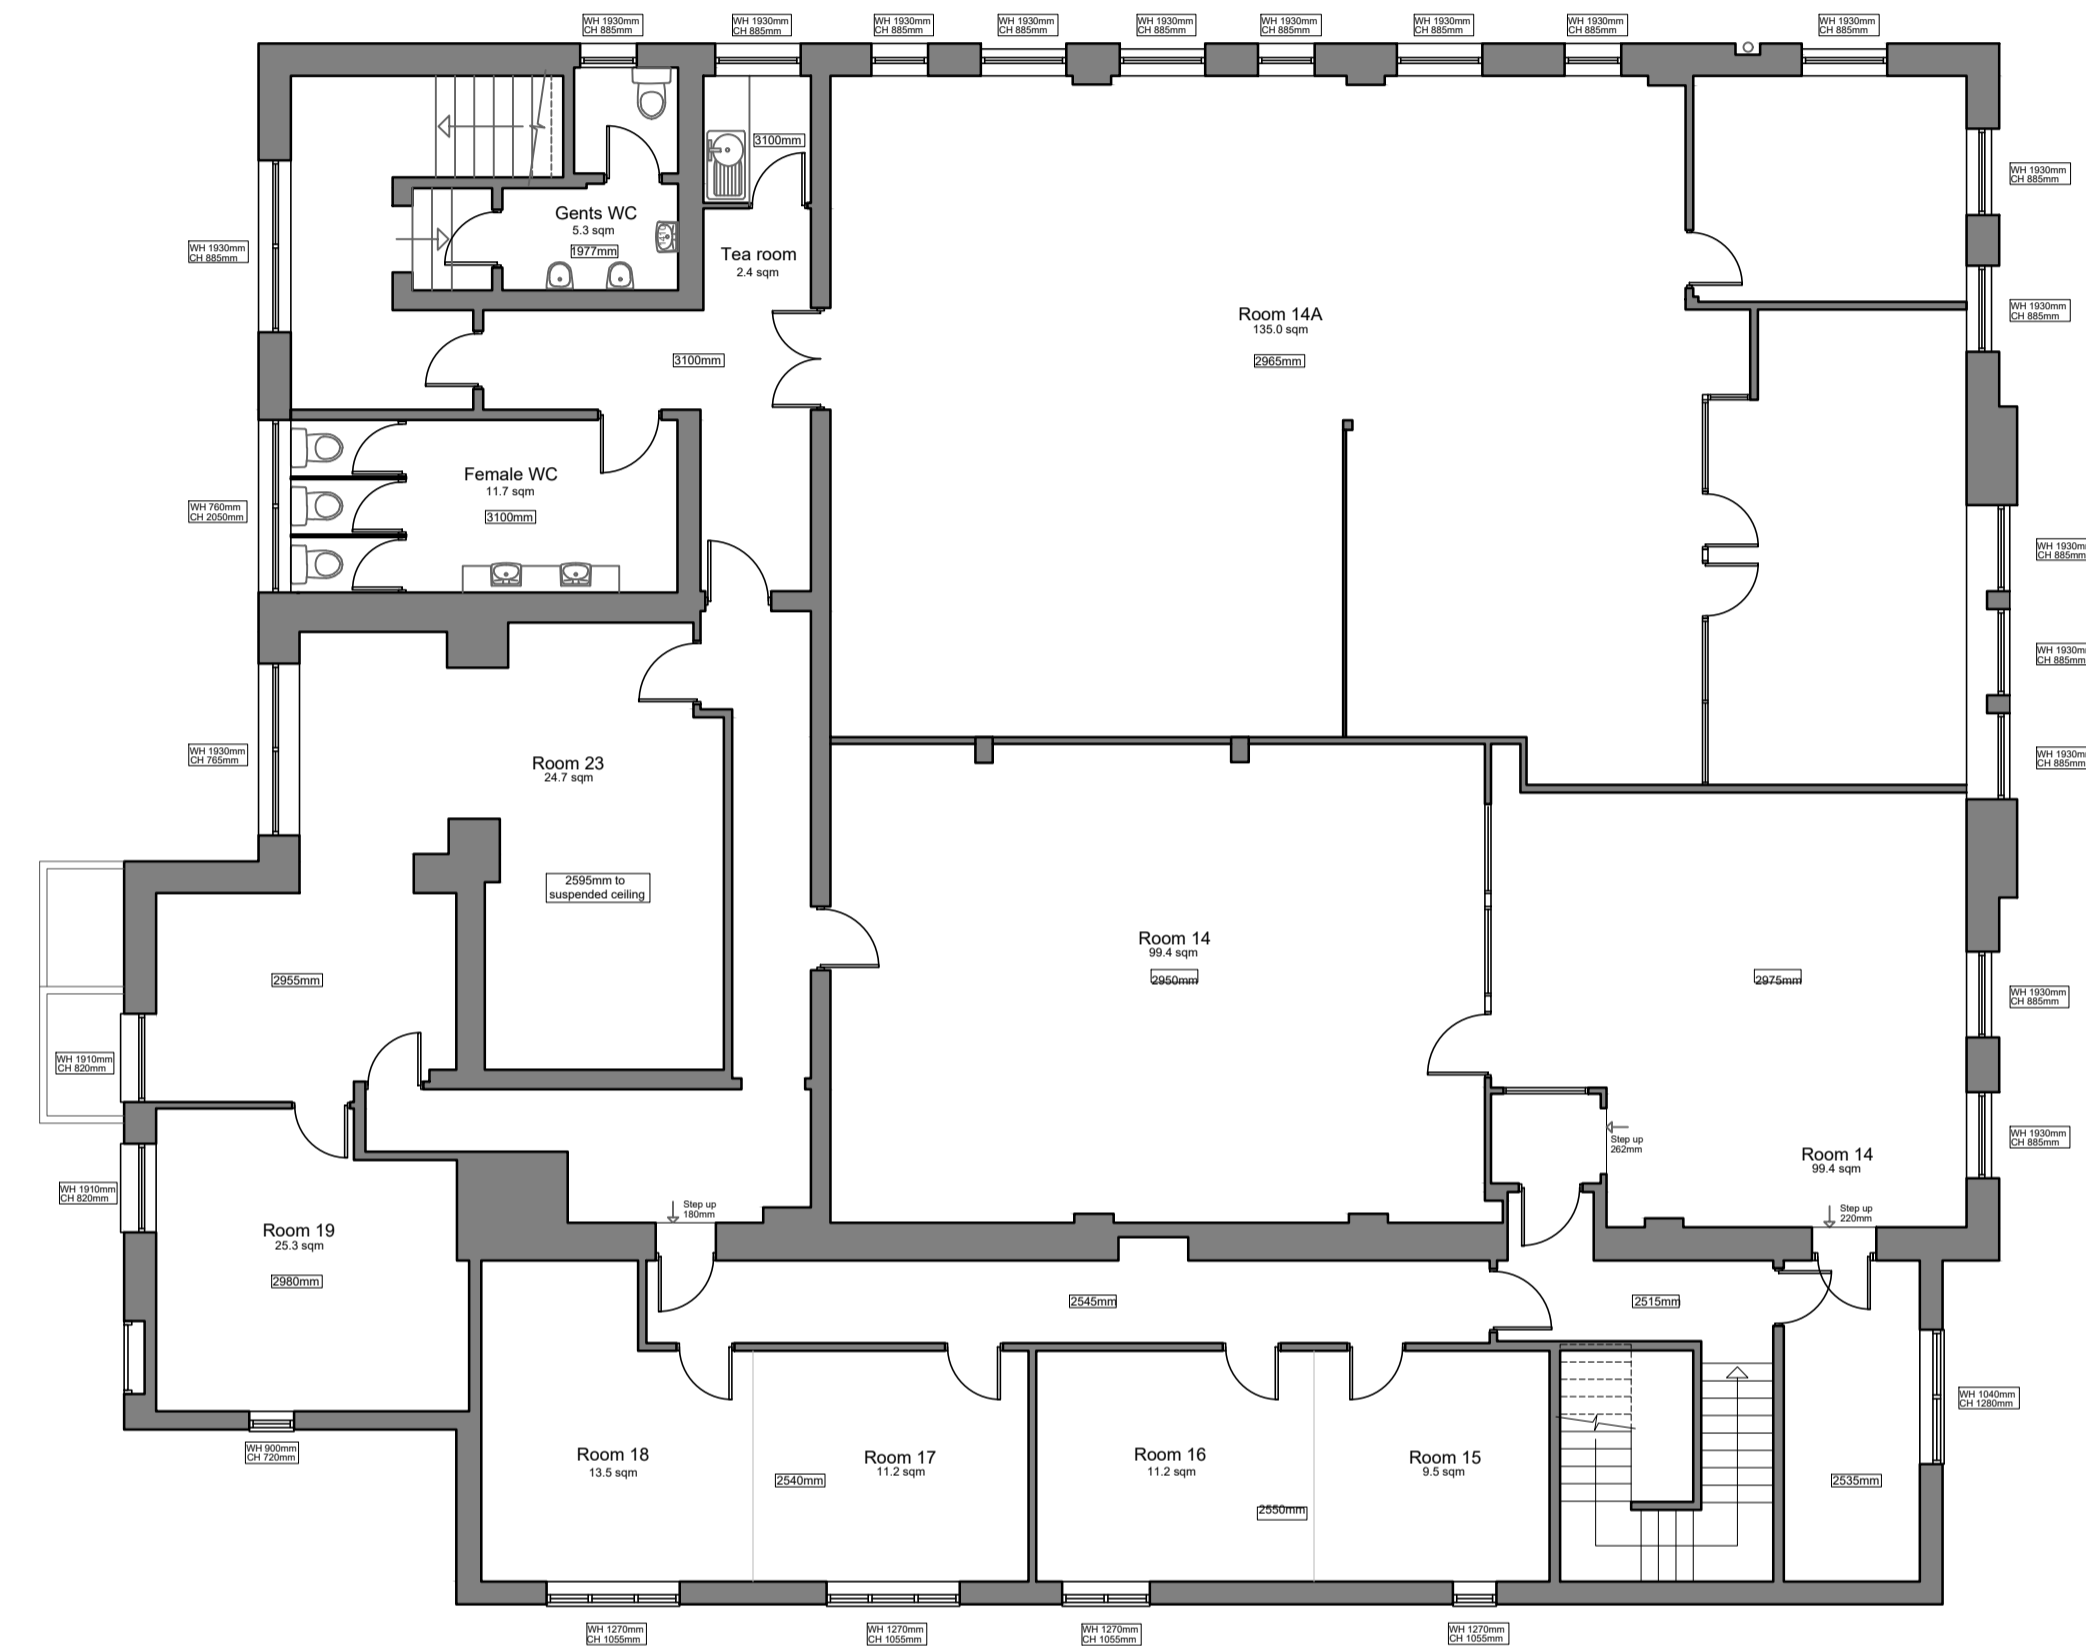 WH 1930mm
CH 885mm
WH 1930mm
CH 885mm
WH 1930mm
CH 885mm
WH 1930mm
CH 885mm
WH 1930mm
CH 885mm
WH 1930mm
CH 885mm
WH 1930mm
CH 885mm
WH 1930mm
CH 885mm
WH 1930mm
CH 885mm
3100mm
WH 1930mm
CH 885mm
Gents WC
5.3 sqm
1977mm
1410
Tea room
2.4 sqm
WH 1930mm
CH 885mm
WH 1930mm
CH 885mm
Room 14A
135.0 sqm
2965mm
3100mm
Female WC
11.7 sqm
3100mm
WH 760mm
CH 2050mm
WH 1930m
CH 885mm
WH 1930m
CH 885mm
WH 1930m
CH 885mm
WH 1930mm
CH 765mm
Room 23
24.7 sqm
2595mm to
suspended ceiling
Room 14
99.4 sqm
2950mm
2955mm
2975mm
WH 1930mm
CH 885mm
WH 1910mm
CH 820mm
WH 1930mm
CH 885mm
Step up
262mm
Room 14
99.4 sqm
WH 1910mm
CH 820mm
Step up
180mm
Step up
220mm
Room 19
25.3 sqm
2980mm
2545mm
2515mm
WH 1040mm
CH 1280mm
WH 900mm
CH 720mm
Room 18
13.5 sqm
Room 17
11.2 sqm
2540mm
Room 16
11.2 sqm
Room 15
9.5 sqm
2550mm
2535mm
WH 1270mm
CH 1055mm
WH 1270mm
CH 1055mm
WH 1270mm
CH 1055mm
WH 1270mm
CH 1055mm